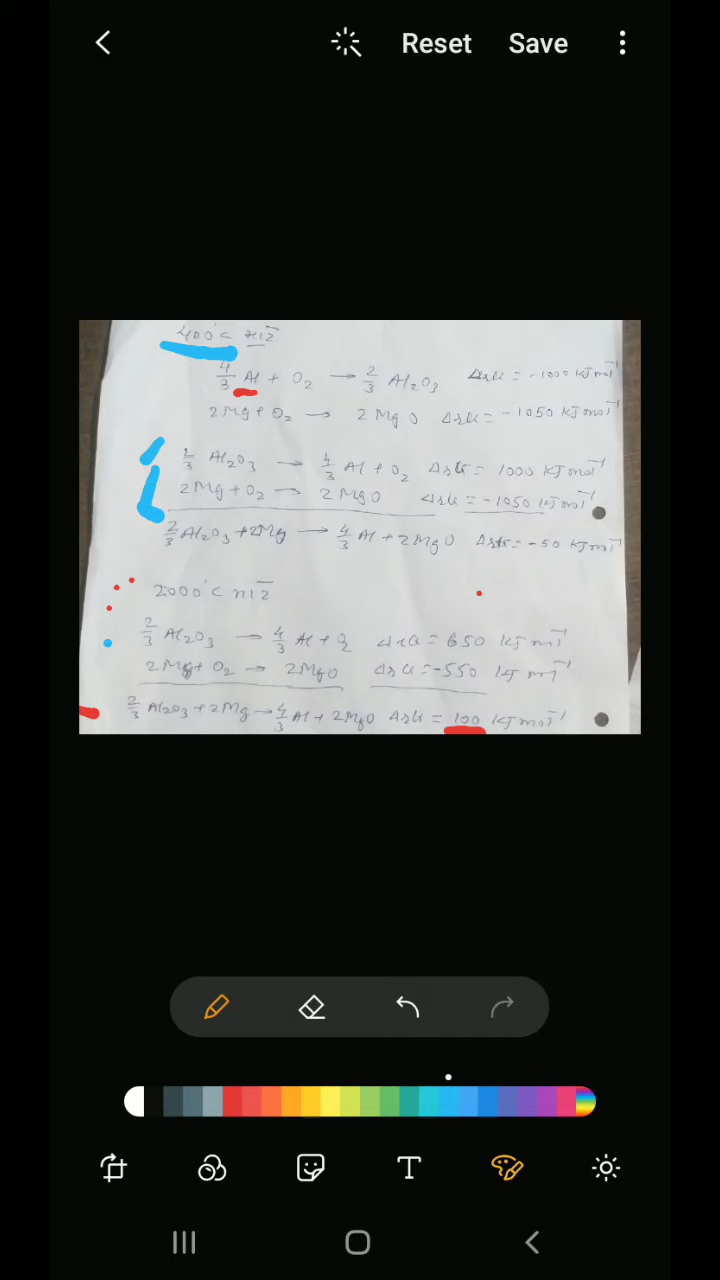 Reset Save
400°C
4/3 Al + O₂ → 2/3 Al₂O₃ ΔrG = -1000 KJ mol⁻¹
2Mg + O₂ → 2 MgO ΔrG = -1050 KJ mol⁻¹
2/3 Al₂O₃ → 4/3 Al + O₂ ΔrG = 1000 KJ mol⁻¹
2Mg + O₂ → 2 MgO ΔrG = -1050 KJ mol⁻¹
2/3 Al₂O₃ + 2Mg → 4/3 Al + 2MgO ΔrG = -50 KJ mol⁻¹
2000°C
2/3 Al₂O₃ → 4/3 Al + O₂ ΔrG = 650 KJ mol⁻¹
2Mg + O₂ → 2MgO ΔrG = -550 KJ mol⁻¹
2/3 Al₂O₃ + 2Mg → 4/3 Al + 2MgO ΔrG = 100 KJ mol⁻¹
T